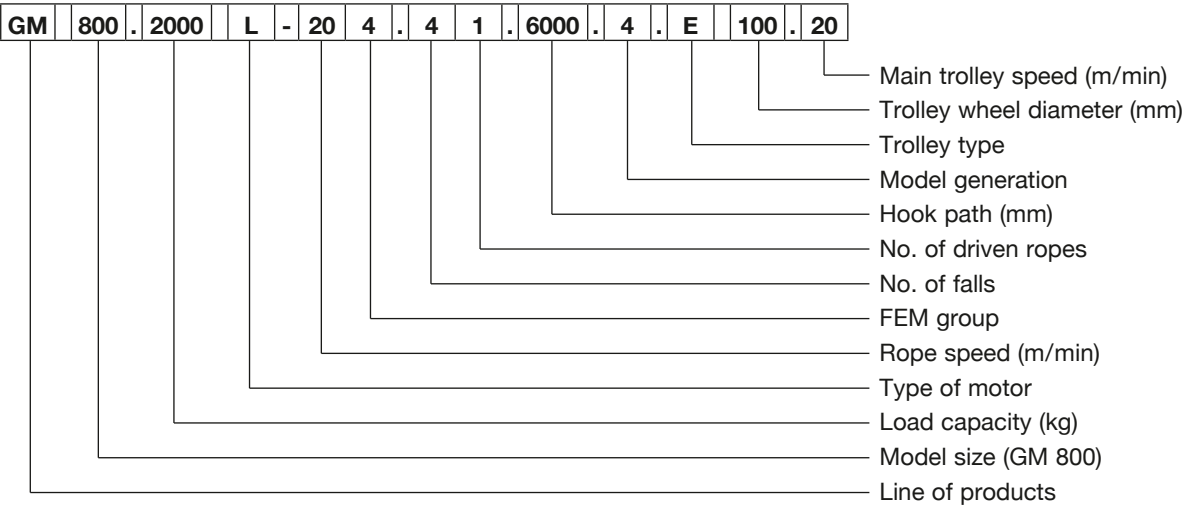 GM 800 . 2000 L - 20 4 . 4 1 . 6000 . 4 . E 100 . 20
Main trolley speed (m/min)
Trolley wheel diameter (mm)
Trolley type
Model generation
Hook path (mm)
No. of driven ropes
No. of falls
FEM group
Rope speed (m/min)
Type of motor
Load capacity (kg)
Model size (GM 800)
Line of products